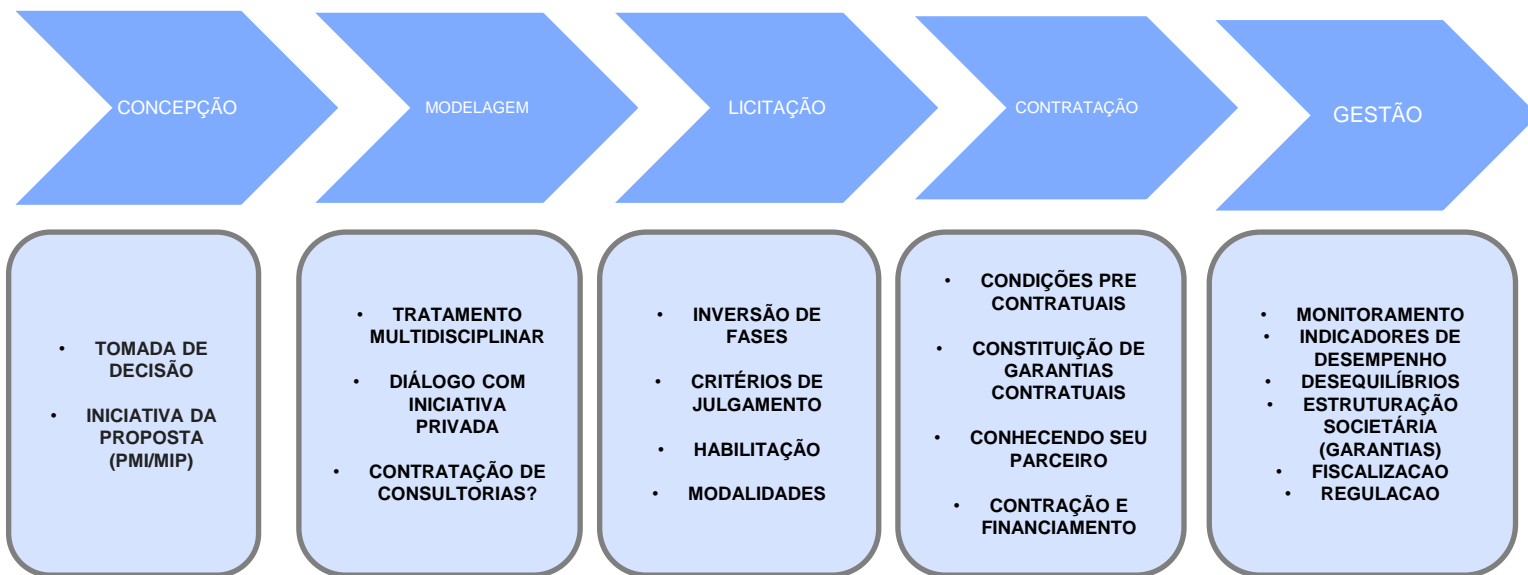 CONCEPÇÃO
MODELAGEM
LICITAÇÃO
CONTRATAÇÃO
GESTÃO
• TOMADA DE
DECISÃO
• INICIATIVA DA
PROPOSTA
(PMI/MIP)
• TRATAMENTO
MULTIDISCIPLINAR
• DIÁLOGO COM
INICIATIVA
PRIVADA
• CONTRATAÇÃO DE
CONSULTORIAS?
• INVERSÃO DE
FASES
• CRITÉRIOS DE
JULGAMENTO
• HABILITAÇÃO
• MODALIDADES
• CONDIÇÕES PRE
CONTRATUAIS
• CONSTITUIÇÃO DE
GARANTIAS
CONTRATUAIS
• CONHECENDO SEU
PARCEIRO
• CONTRAÇÃO E
FINANCIAMENTO
• MONITORAMENTO
• INDICADORES DE
DESEMPENHO
• DESEQUILÍBRIOS
• ESTRUTURAÇÃO
SOCIETÁRIA
(GARANTIAS)
• FISCALIZACAO
• REGULACAO